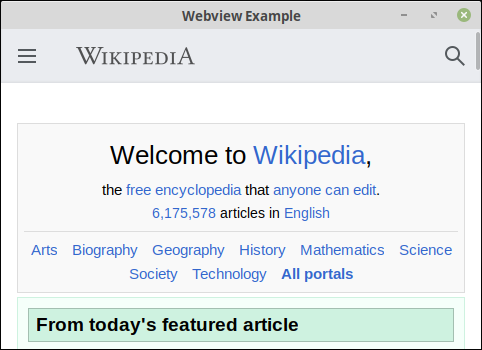 Webview Example
WIKIPEDIA
Welcome to Wikipedia,
the free encyclopedia that anyone can edit.
6,175,578 articles in English
Arts Biography Geography History Mathematics Science
Society Technology All portals
From today's featured article